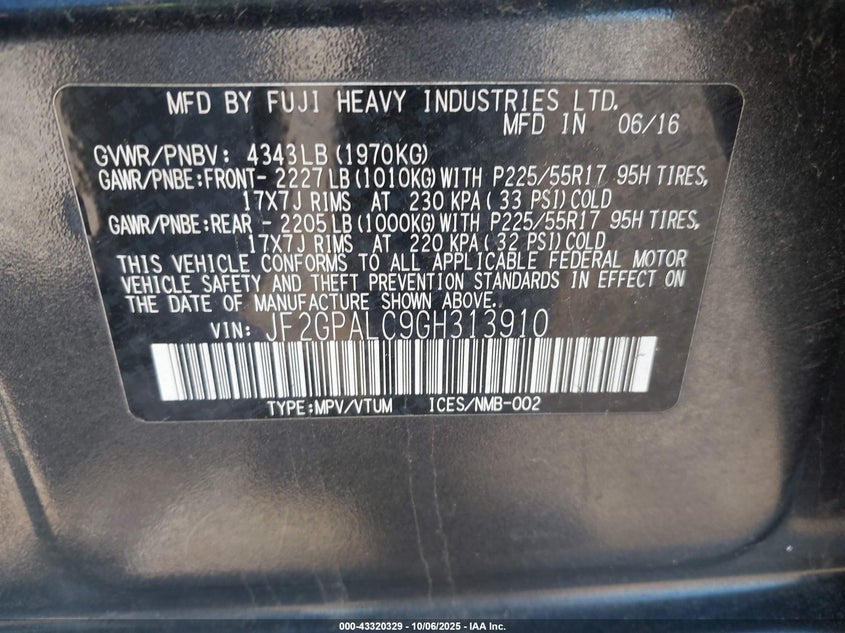 MFD BY FUJI HEAVY INDUSTRIES LTD.
MFD IN 06/16
GVWR/PNBV: 4343LB (1970KG)
GAWR/PNBE:FRONT- 2227LB (1010KG) WITH P225/55R17 95H TIRES,
17X7J RIMS AT 230 KPA ( 33 PSI) COLD
GAWR/PNBE:REAR - 2205LB (1000KG) WITH P225/55R17 95H TIRES,
17X7J RIMS AT 220 KPA ( 32 PSI) COLD
THIS VEHICLE CONFORMS TO ALL APPLICABLE FEDERAL MOTOR
VEHICLE SAFETY AND THEFT PREVENTION STANDARDS IN EFFECT ON
THE DATE OF MANUFACTURE SHOWN ABOVE.
VIN: JF2GPALC9GH313910
TYPE:MPV/VTUM ICES/NMB-002
000-43320329 - 10/06/2025 - IAA Inc.